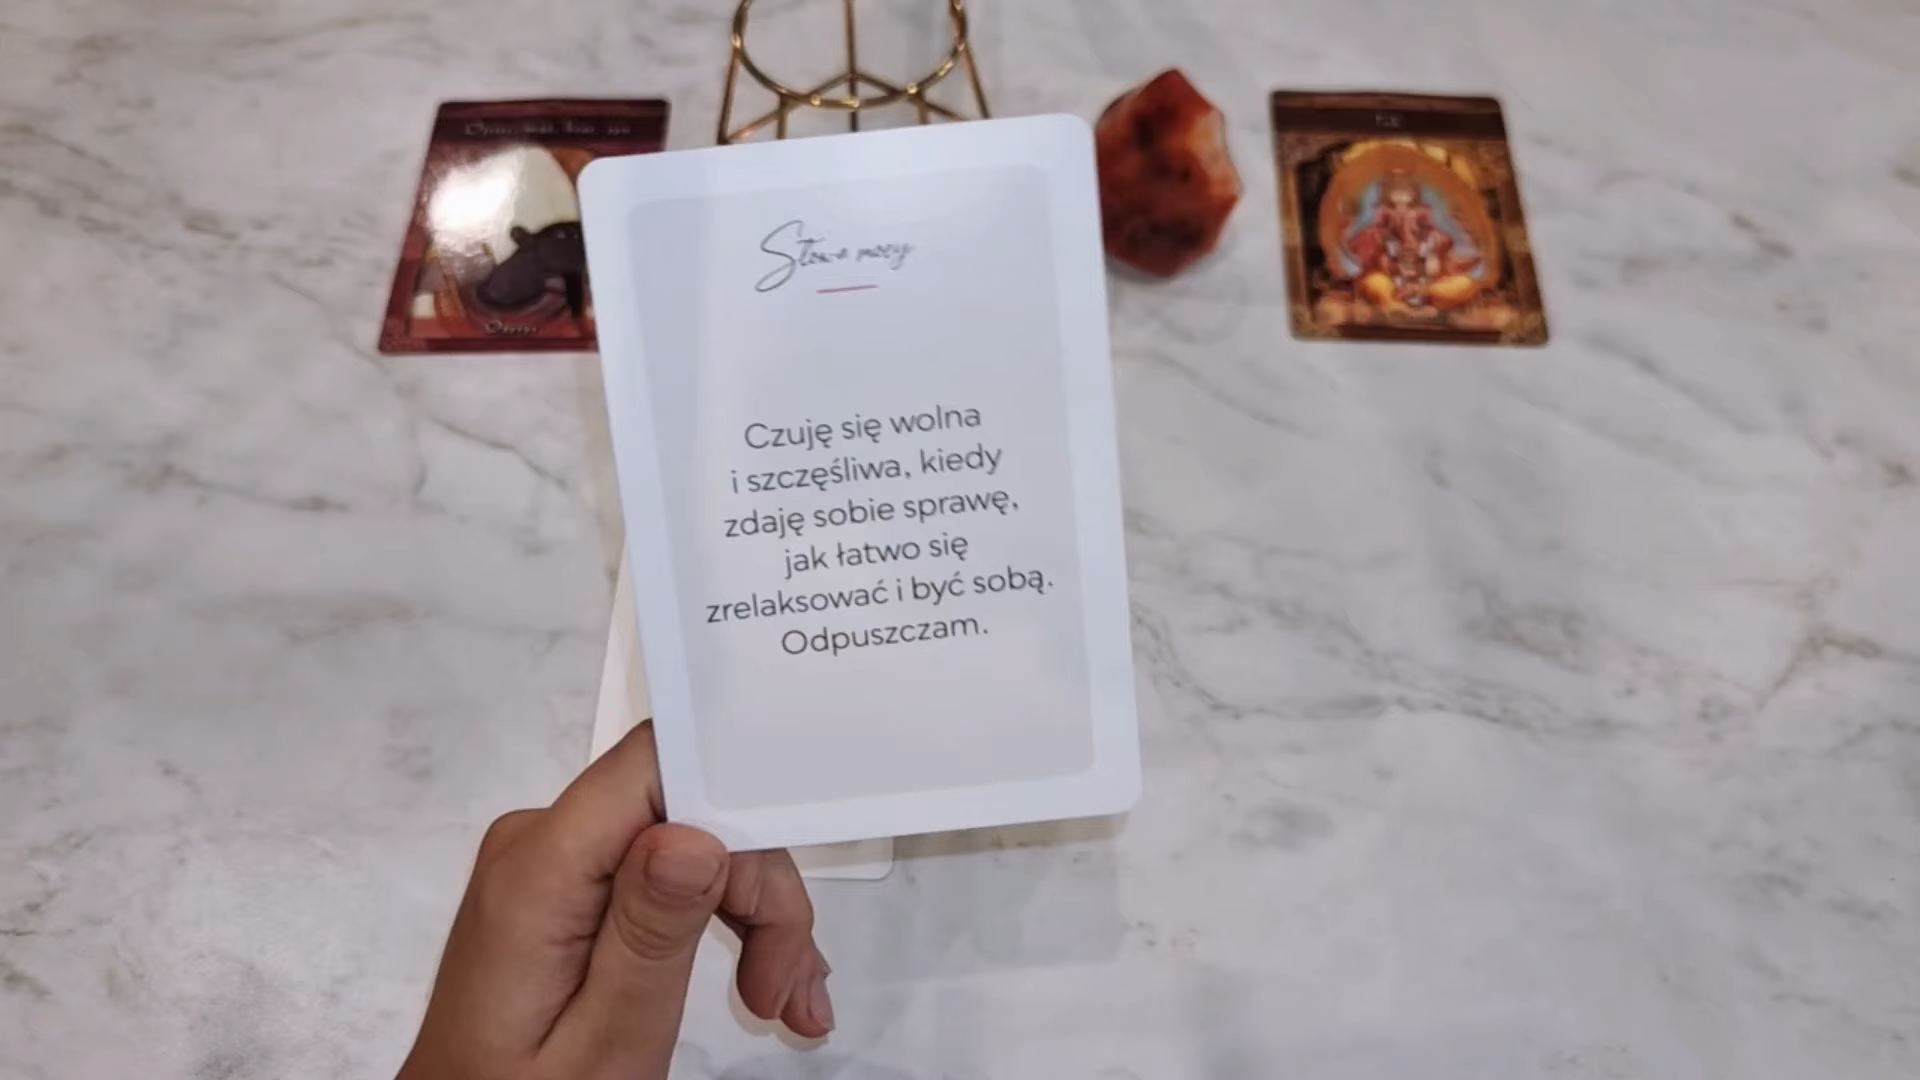 Słowa mocy
Czuję się wolna
i szczęśliwa, kiedy
zdaję sobie sprawę,
jak łatwo się
zrelaksować i być sobą.
Odpuszczam.